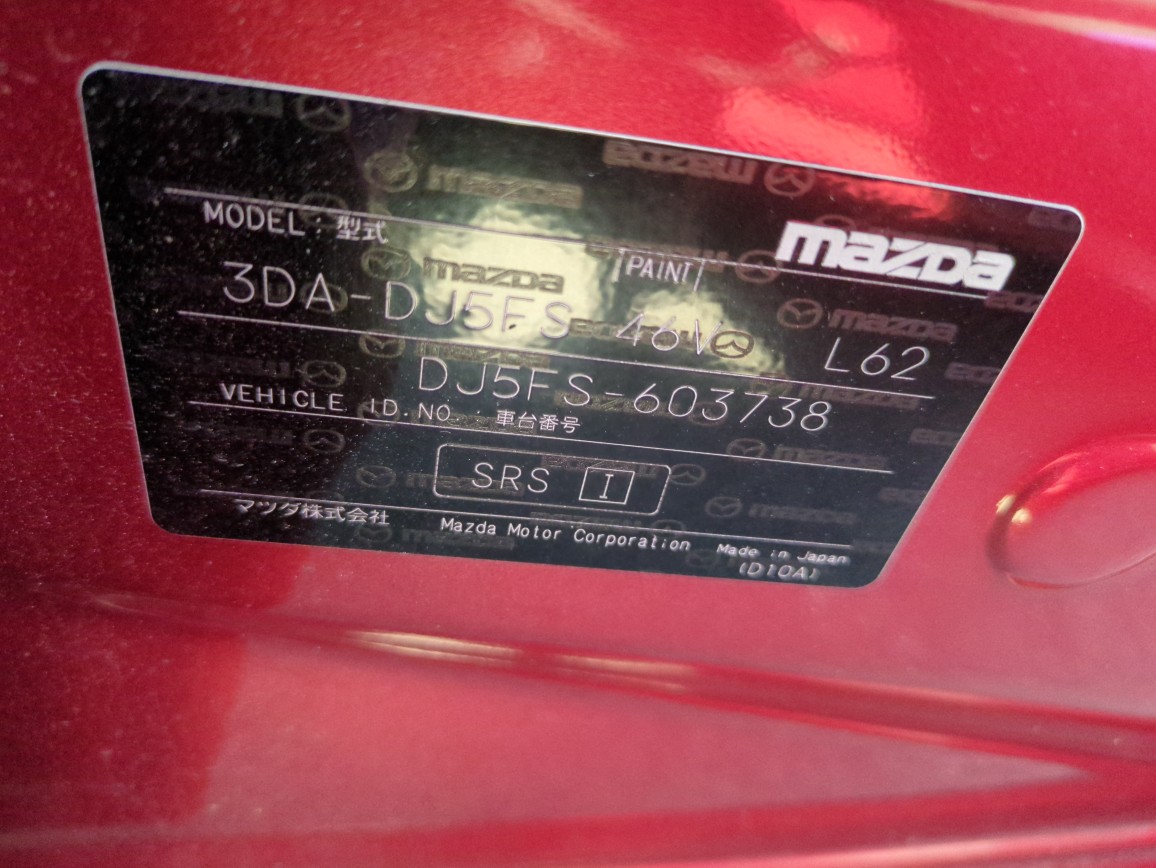 mazda
MODEL : 型式
PAINT
3DA-DJ5FS 46V L62
DJ5FS-603738
VEHICLE ID.NO. : 車台番号
SRS I
マツダ株式会社 Mazda Motor Corporation Made in Japan
(D10A)